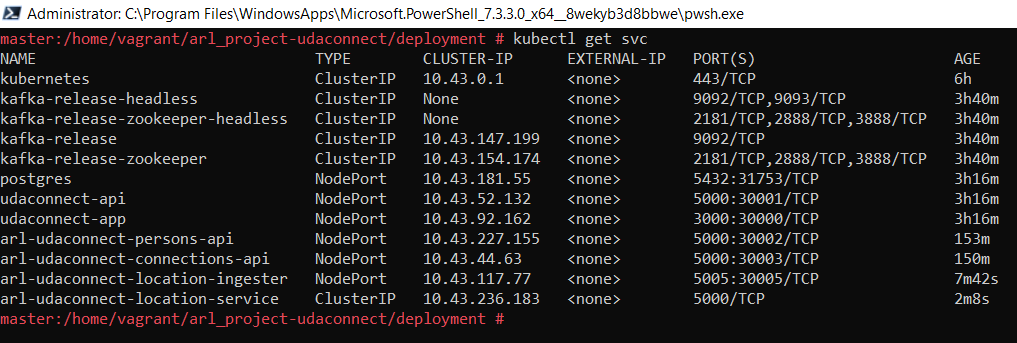 Administrator: C:\Program Files\WindowsApps\Microsoft.PowerShell_7.3.3.0_x64__8wekyb3d8bbwe\pwsh.exe
master:/home/vagrant/arl_project-udaconnect/deployment # kubectl get svc
NAME TYPE CLUSTER-IP EXTERNAL-IP PORT(S) AGE
kubernetes ClusterIP 10.43.0.1 <none> 443/TCP 6h
kafka-release-headless ClusterIP None <none> 9092/TCP,9093/TCP 3h40m
kafka-release-zookeeper-headless ClusterIP None <none> 2181/TCP,2888/TCP,3888/TCP 3h40m
kafka-release ClusterIP 10.43.147.199 <none> 9092/TCP 3h40m
kafka-release-zookeeper ClusterIP 10.43.154.174 <none> 2181/TCP,2888/TCP,3888/TCP 3h40m
postgres NodePort 10.43.181.55 <none> 5432:31753/TCP 3h16m
udaconnect-api NodePort 10.43.52.132 <none> 5000:30001/TCP 3h16m
udaconnect-app NodePort 10.43.92.162 <none> 3000:30000/TCP 3h16m
arl-udaconnect-persons-api NodePort 10.43.227.155 <none> 5000:30002/TCP 153m
arl-udaconnect-connections-api NodePort 10.43.44.63 <none> 5000:30003/TCP 150m
arl-udaconnect-location-ingester NodePort 10.43.117.77 <none> 5005:30005/TCP 7m42s
arl-udaconnect-location-service ClusterIP 10.43.236.183 <none> 5000/TCP 2m8s
master:/home/vagrant/arl_project-udaconnect/deployment #